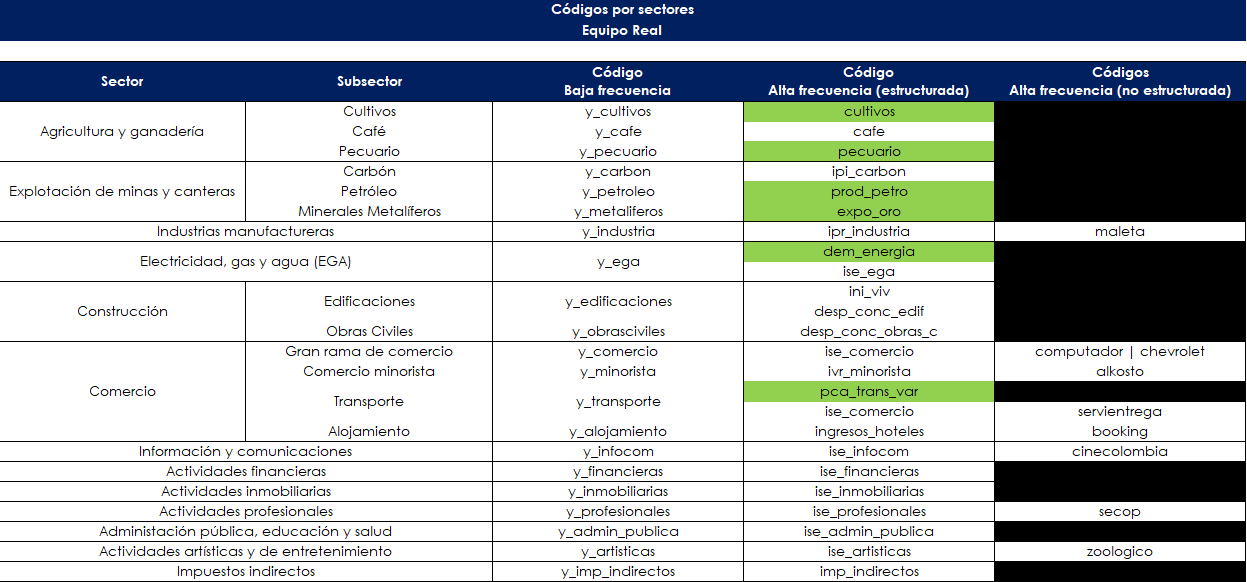 Códigos por sectores
Equipo Real
Sector Subsector Código Baja frecuencia Código Alta frecuencia (estructurada) Códigos Alta frecuencia (no estructurada)
Agricultura y ganadería Cultivos y_cultivos cultivos
Café y_cafe cafe
Pecuario y_pecuario pecuario
Explotación de minas y canteras Carbón y_carbon ipi_carbon
Petróleo y_petroleo prod_petro
Minerales Metalíferos y_metaliferos expo_oro
Industrias manufactureras y_industria ipr_industria maleta
Electricidad, gas y agua (EGA) y_ega dem_energia
ise_ega
Construcción Edificaciones y_edificaciones ini_viv
desp_conc_edif
Obras Civiles y_obrasciviles desp_conc_obras_c
Comercio Gran rama de comercio y_comercio ise_comercio computador | chevrolet
Comercio minorista y_minorista ivr_minorista alkosto
Transporte y_transporte pca_trans_var
ise_comercio servientrega
Alojamiento y_alojamiento ingresos_hoteles booking
Información y comunicaciones y_infocom ise_infocom cinecolombia
Actividades financieras y_financieras ise_financieras
Actividades inmobiliarias y_inmobiliarias ise_inmobiliarias
Actividades profesionales y_profesionales ise_profesionales secop
Administación pública, educación y salud y_admin_publica ise_admin_publica
Actividades artísticas y de entretenimiento y_artisticas ise_artisticas zoologico
Impuestos indirectos y_imp_indirectos imp_indirectos